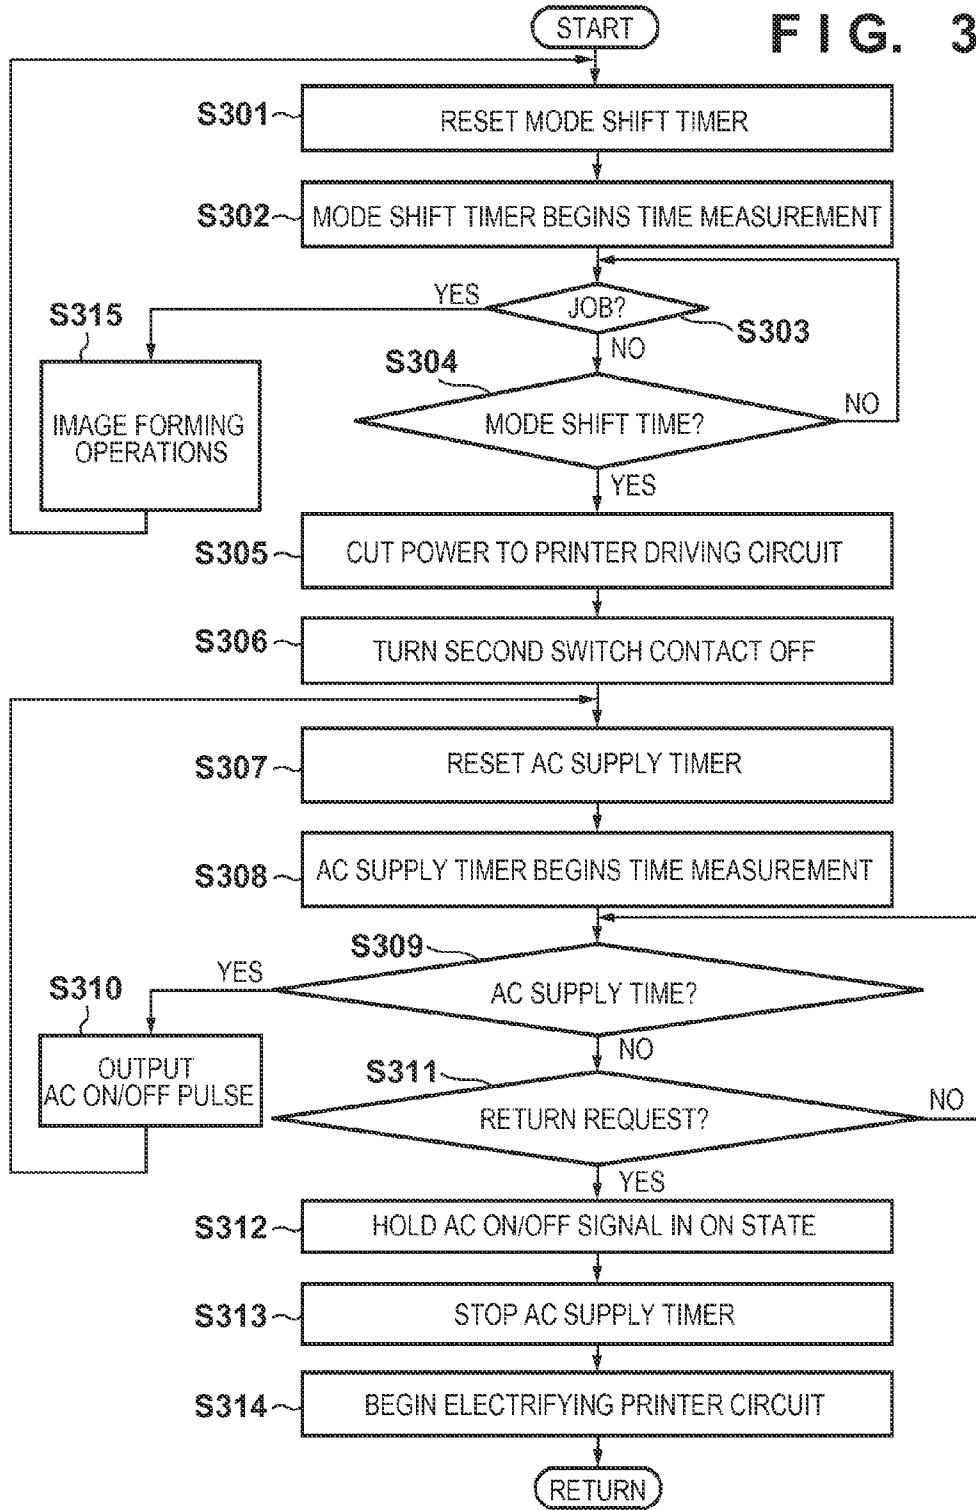 START
FIG. 3
S301
RESET MODE SHIFT TIMER
S302
MODE SHIFT TIMER BEGINS TIME MEASUREMENT
YES
JOB?
S303
S315
NO
S304
IMAGE FORMING
OPERATIONS
MODE SHIFT TIME?
NO
YES
S305
CUT POWER TO PRINTER DRIVING CIRCUIT
S306
TURN SECOND SWITCH CONTACT OFF
S307
RESET AC SUPPLY TIMER
S308
AC SUPPLY TIMER BEGINS TIME MEASUREMENT
S309
YES
S310
AC SUPPLY TIME?
NO
OUTPUT
AC ON/OFF PULSE
S311
RETURN REQUEST?
NO
YES
S312
HOLD AC ON/OFF SIGNAL IN ON STATE
S313
STOP AC SUPPLY TIMER
S314
BEGIN ELECTRIFYING PRINTER CIRCUIT
RETURN